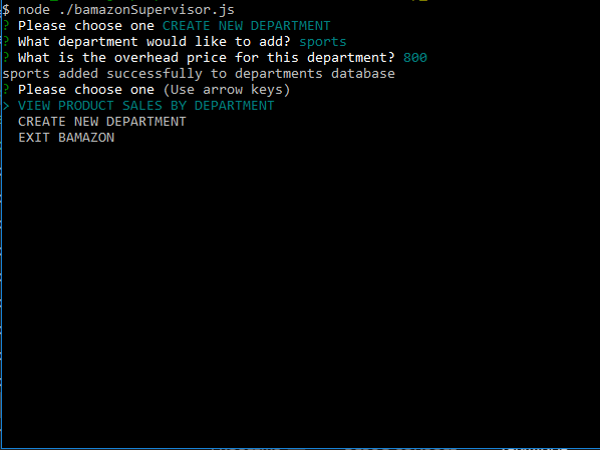 $ node ./bamazonSupervisor.js
? Please choose one CREATE NEW DEPARTMENT
? What department would like to add? sports
? What is the overhead price for this department? 800
sports added successfully to departments database
? Please choose one (Use arrow keys)
> VIEW PRODUCT SALES BY DEPARTMENT
CREATE NEW DEPARTMENT
EXIT BAMAZON